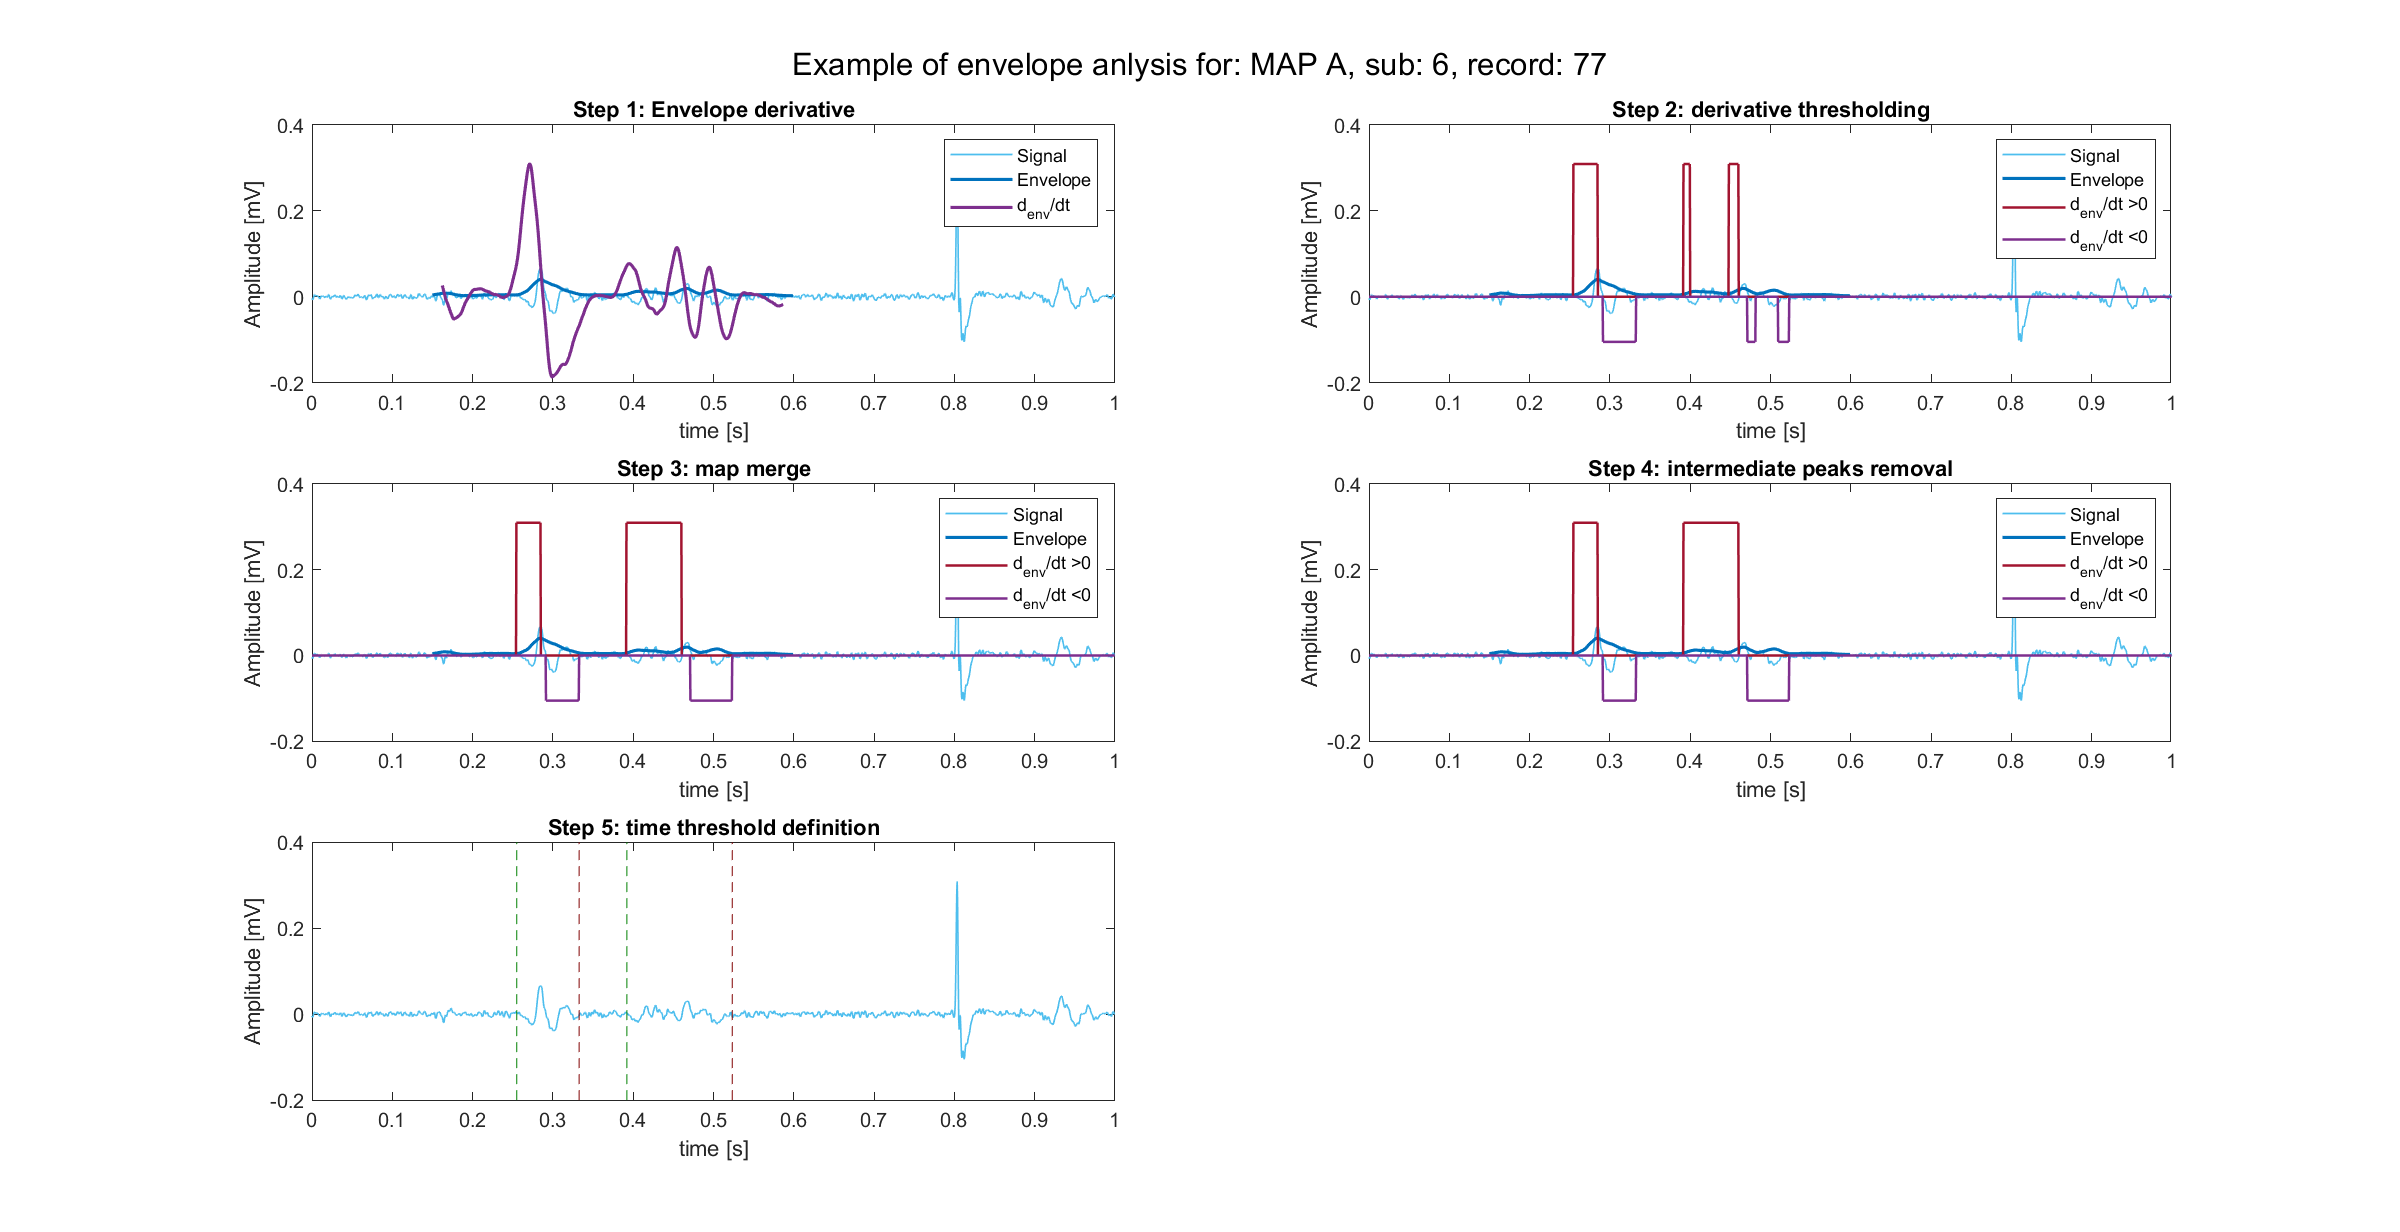 Example of envelope anlysis for: MAP A, sub: 6, record: 77
Step 1: Envelope derivative
0.4
0.2
0
-0.2
Amplitude [mV]
Signal
Envelope
d_env/dt
0 0.1 0.2 0.3 0.4 0.5 0.6 0.7 0.8 0.9 1
time [s]
Step 2: derivative thresholding
0.4
0.2
0
-0.2
Amplitude [mV]
Signal
Envelope
d_env/dt >0
d_env/dt <0
0 0.1 0.2 0.3 0.4 0.5 0.6 0.7 0.8 0.9 1
time [s]
Step 3: map merge
0.4
0.2
0
-0.2
Amplitude [mV]
Signal
Envelope
d_env/dt >0
d_env/dt <0
0 0.1 0.2 0.3 0.4 0.5 0.6 0.7 0.8 0.9 1
time [s]
Step 4: intermediate peaks removal
0.4
0.2
0
-0.2
Amplitude [mV]
Signal
Envelope
d_env/dt >0
d_env/dt <0
0 0.1 0.2 0.3 0.4 0.5 0.6 0.7 0.8 0.9 1
time [s]
Step 5: time threshold definition
0.4
0.2
0
-0.2
Amplitude [mV]
0 0.1 0.2 0.3 0.4 0.5 0.6 0.7 0.8 0.9 1
time [s]